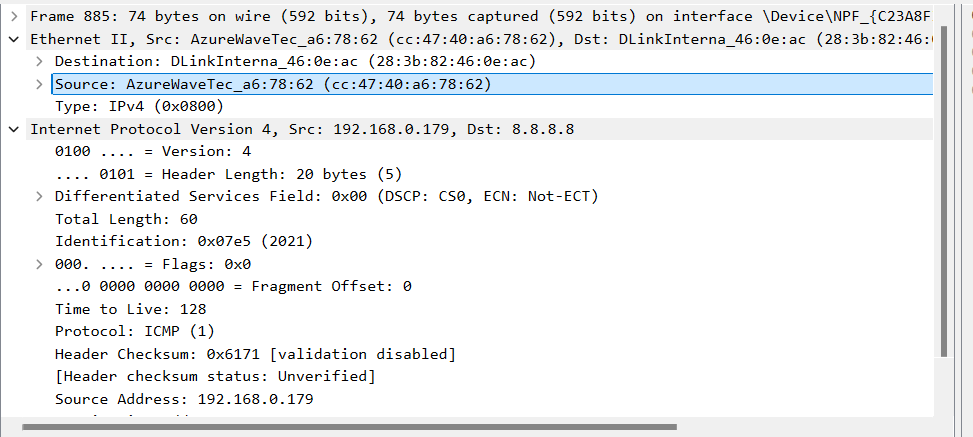 Frame 885: 74 bytes on wire (592 bits), 74 bytes captured (592 bits) on interface \Device\NPF_{C23A8F
Ethernet II, Src: AzureWaveTec_a6:78:62 (cc:47:40:a6:78:62), Dst: DLinkInterna_46:0e:ac (28:3b:82:46:
Destination: DLinkInterna_46:0e:ac (28:3b:82:46:0e:ac)
Source: AzureWaveTec_a6:78:62 (cc:47:40:a6:78:62)
Type: IPv4 (0x0800)
Internet Protocol Version 4, Src: 192.168.0.179, Dst: 8.8.8.8
0100 .... = Version: 4
.... 0101 = Header Length: 20 bytes (5)
Differentiated Services Field: 0x00 (DSCP: CS0, ECN: Not-ECT)
Total Length: 60
Identification: 0x07e5 (2021)
000. .... = Flags: 0x0
...0 0000 0000 0000 = Fragment Offset: 0
Time to Live: 128
Protocol: ICMP (1)
Header Checksum: 0x6171 [validation disabled]
[Header checksum status: Unverified]
Source Address: 192.168.0.179